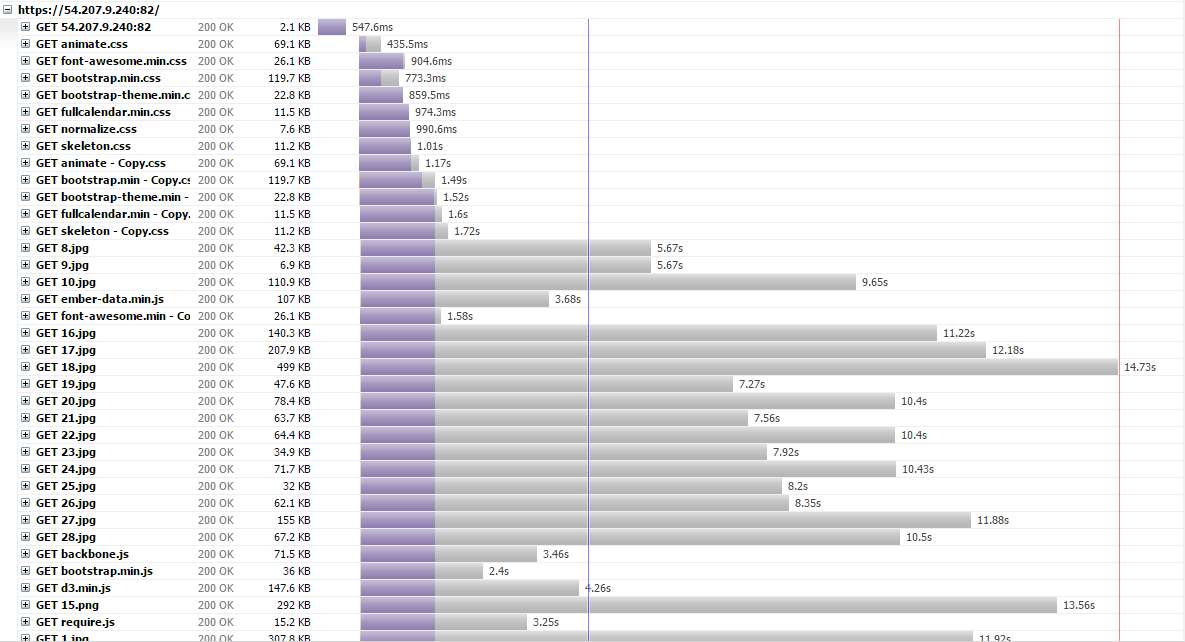 https://54.207.9.240:82/
GET 54.207.9.240:82 200 OK 2.1 KB 547.6ms
GET animate.css 200 OK 69.1 KB 435.5ms
GET font-awesome.min.css 200 OK 26.1 KB 904.6ms
GET bootstrap.min.css 200 OK 119.7 KB 773.3ms
GET bootstrap-theme.min.c 200 OK 22.8 KB 859.5ms
GET fullcalendar.min.css 200 OK 11.5 KB 974.3ms
GET normalize.css 200 OK 7.6 KB 990.6ms
GET skeleton.css 200 OK 11.2 KB 1.01s
GET animate - Copy.css 200 OK 69.1 KB 1.17s
GET bootstrap.min - Copy.cs 200 OK 119.7 KB 1.49s
GET bootstrap-theme.min - 200 OK 22.8 KB 1.52s
GET fullcalendar.min - Copy. 200 OK 11.5 KB 1.6s
GET skeleton - Copy.css 200 OK 11.2 KB 1.72s
GET 8.jpg 200 OK 42.3 KB 5.67s
GET 9.jpg 200 OK 6.9 KB 5.67s
GET 10.jpg 200 OK 110.9 KB 9.65s
GET ember-data.min.js 200 OK 107 KB 3.68s
GET font-awesome.min - Co 200 OK 26.1 KB 1.58s
GET 16.jpg 200 OK 140.3 KB 11.22s
GET 17.jpg 200 OK 207.9 KB 12.18s
GET 18.jpg 200 OK 499 KB 14.73s
GET 19.jpg 200 OK 47.6 KB 7.27s
GET 20.jpg 200 OK 78.4 KB 10.4s
GET 21.jpg 200 OK 63.7 KB 7.56s
GET 22.jpg 200 OK 64.4 KB 10.4s
GET 23.jpg 200 OK 34.9 KB 7.92s
GET 24.jpg 200 OK 71.7 KB 10.43s
GET 25.jpg 200 OK 32 KB 8.2s
GET 26.jpg 200 OK 62.1 KB 8.35s
GET 27.jpg 200 OK 155 KB 11.88s
GET 28.jpg 200 OK 67.2 KB 10.5s
GET backbone.js 200 OK 71.5 KB 3.46s
GET bootstrap.min.js 200 OK 36 KB 2.4s
GET d3.min.js 200 OK 147.6 KB 4.26s
GET 15.png 200 OK 292 KB 13.56s
GET require.js 200 OK 15.2 KB 3.25s
GET 1.jpg 200 OK 307.8 KB 11.92s